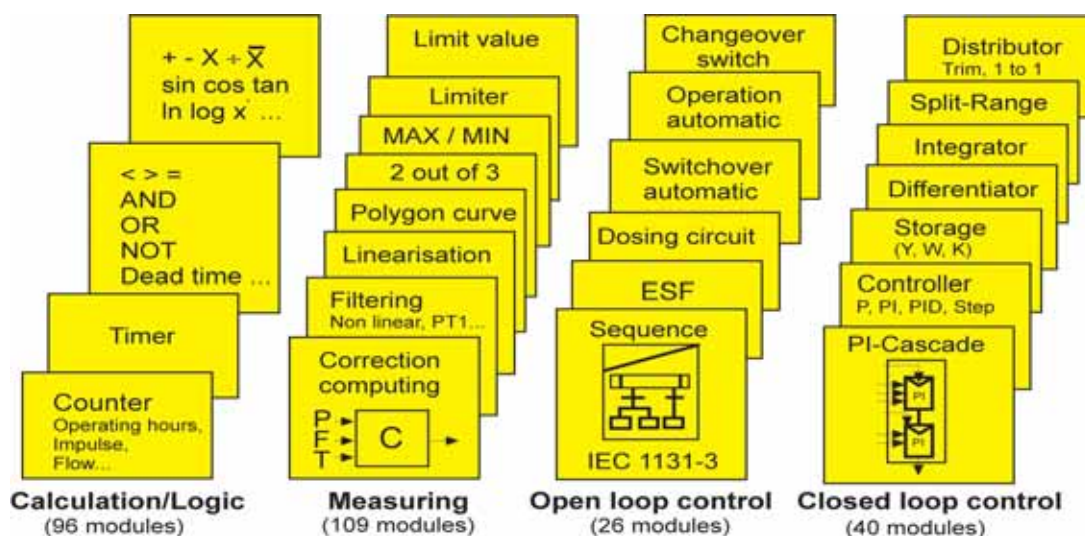 + - X ÷ X̅
sin cos tan
ln log x ...
< > =
AND
OR
NOT
Dead time ...
Timer
Counter
Operating hours,
Impulse,
Flow...
Calculation/Logic
(96 modules)
Limit value
Limiter
MAX / MIN
2 out of 3
Polygon curve
Linearisation
Filtering
Non linear, PT1...
Correction
computing
P
F
T
C
Measuring
(109 modules)
Changeover
switch
Operation
automatic
Switchover
automatic
Dosing circuit
ESF
Sequence
IEC 1131-3
Open loop control
(26 modules)
Distributor
Trim, 1 to 1
Split-Range
Integrator
Differentiator
Storage
(Y, W, K)
Controller
P, PI, PID, Step
PI-Cascade
PI
PI
Closed loop control
(40 modules)